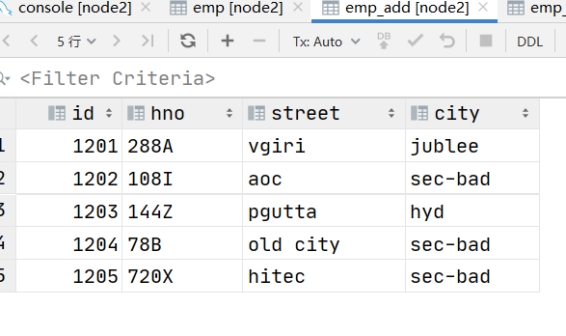 console [node2] emp [node2] emp_add [node2] emp_
5 行 Tx: Auto DB DDL
<Filter Criteria>
id hno street city
1 1201 288A vgiri jublee
2 1202 108I aoc sec-bad
3 1203 144Z pgutta hyd
4 1204 78B old city sec-bad
5 1205 720X hitec sec-bad